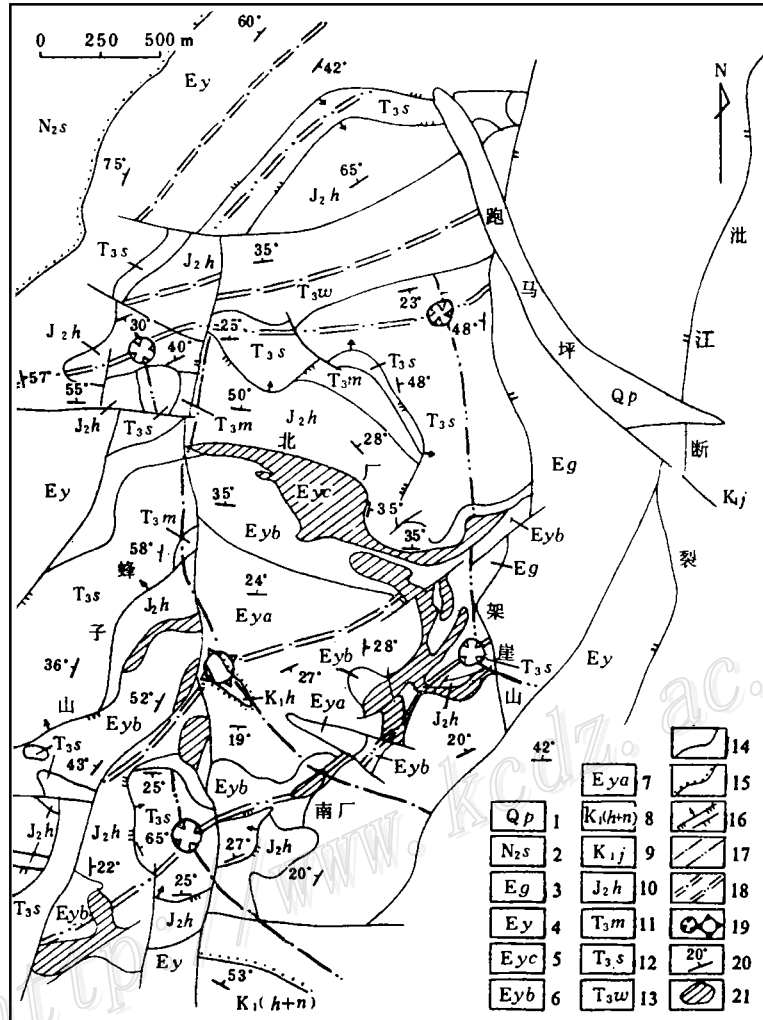 0 250 500 m
N
60°
42°
Ey
T₃s
N₂s
65°
75°
J₂h
跑
沘
T₃s
J₂h
35°
T₃w
马
23°
48°
30°
25°
J₂h
40°
T₃s
T₃s
坪
江
57°
T₃m
48°
55°
50°
Qp
J₂h
T₃s
T₃m
J₂h
T₃s
北
28°
厂
断
Ey
Eyc
Eg
K₁j
35°
35°
T₃m
Eyb
35°
Eyb
58°
Eg
蜂
24°
裂
T₃s
J₂h
Eya
架
子
28°
崖
Ey
Eyb
T₃s
36°
27°
山
52°
K₁h
Eya
J₂h
山
Eyb
19°
T₃s
20°
42°
43°
Eyb
25°
Eyb
南厂
J₂h
J₂h
T₃s
65°
J₂h
27°
22°
20°
T₃s
25°
Eyb
J₂h
Ey
53°
K₁(h+n)
Qp 1
N₂s 2
Eg 3
Ey 4
Eyc 5
Eyb 6
Eya 7
K₁(h+n) 8
K₁j 9
J₂h 10
T₃m 11
T₃s 12
T₃w 13
14
15
16
17
18
19
20° 20
21
http://www.kcdz.ac.